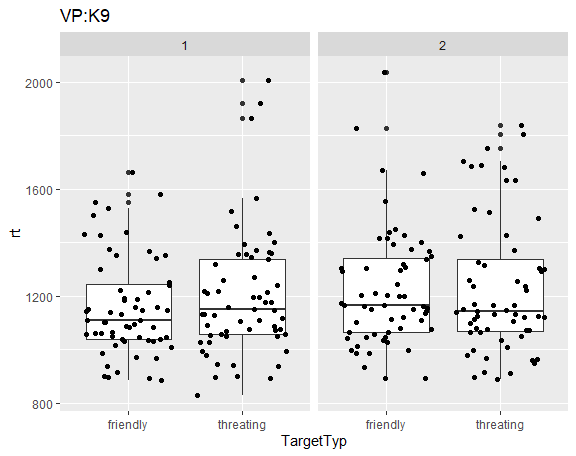 VP:K9
1
2
2000
1600
1200
800
rt
friendly
threating
friendly
threating
TargetTyp